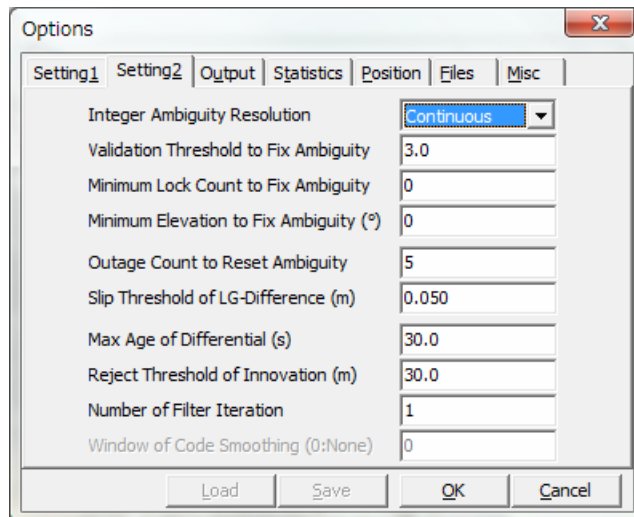 Options
Setting1 Setting2 Output Statistics Position Files Misc
Integer Ambiguity Resolution Continuous
Validation Threshold to Fix Ambiguity 3.0
Minimum Lock Count to Fix Ambiguity 0
Minimum Elevation to Fix Ambiguity (°) 0
Outage Count to Reset Ambiguity 5
Slip Threshold of LG-Difference (m) 0.050
Max Age of Differential (s) 30.0
Reject Threshold of Innovation (m) 30.0
Number of Filter Iteration 1
Window of Code Smoothing (0:None) 0
Load Save OK Cancel